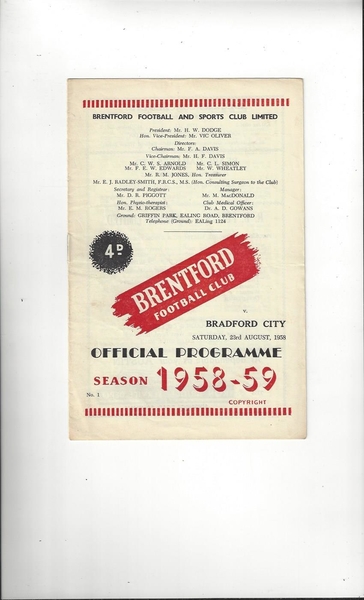 BRENTFORD FOOTBALL AND SPORTS CLUB LIMITED
President: Mr. H. W. DODGE
Hon. Vice-President: Mr. VIC OLIVER
Directors:
Chairman: Mr. F. A. DAVIS
Vice-Chairman: Mr. H. F. DAVIS
Mr. C. W. S. ARNOLD Mr. C. L. SIMON
Mr. F. E. W. EDWARDS Mr. W. WHEATLEY
Mr. R. M. JONES, Hon. Treasurer
Mr. E. J. RADLEY-SMITH, F.R.C.S., M.S. (Hon. Consulting Surgeon to the Club)
Secretary and Registrar: Manager:
Mr. D. R. PIGGOTT Mr. M. MacDONALD
Hon. Physio-therapist: Club Medical Officer:
Mr. E. M. ROGERS Dr. A. D. GOWANS
Ground: GRIFFIN PARK, EALING ROAD, BRENTFORD
Telephone (Ground): EALing 1124
4D
BRENTFORD
FOOTBALL CLUB
v.
BRADFORD CITY
SATURDAY, 23rd AUGUST, 1958
OFFICIAL PROGRAMME
SEASON 1958-59
No. 1
COPYRIGHT